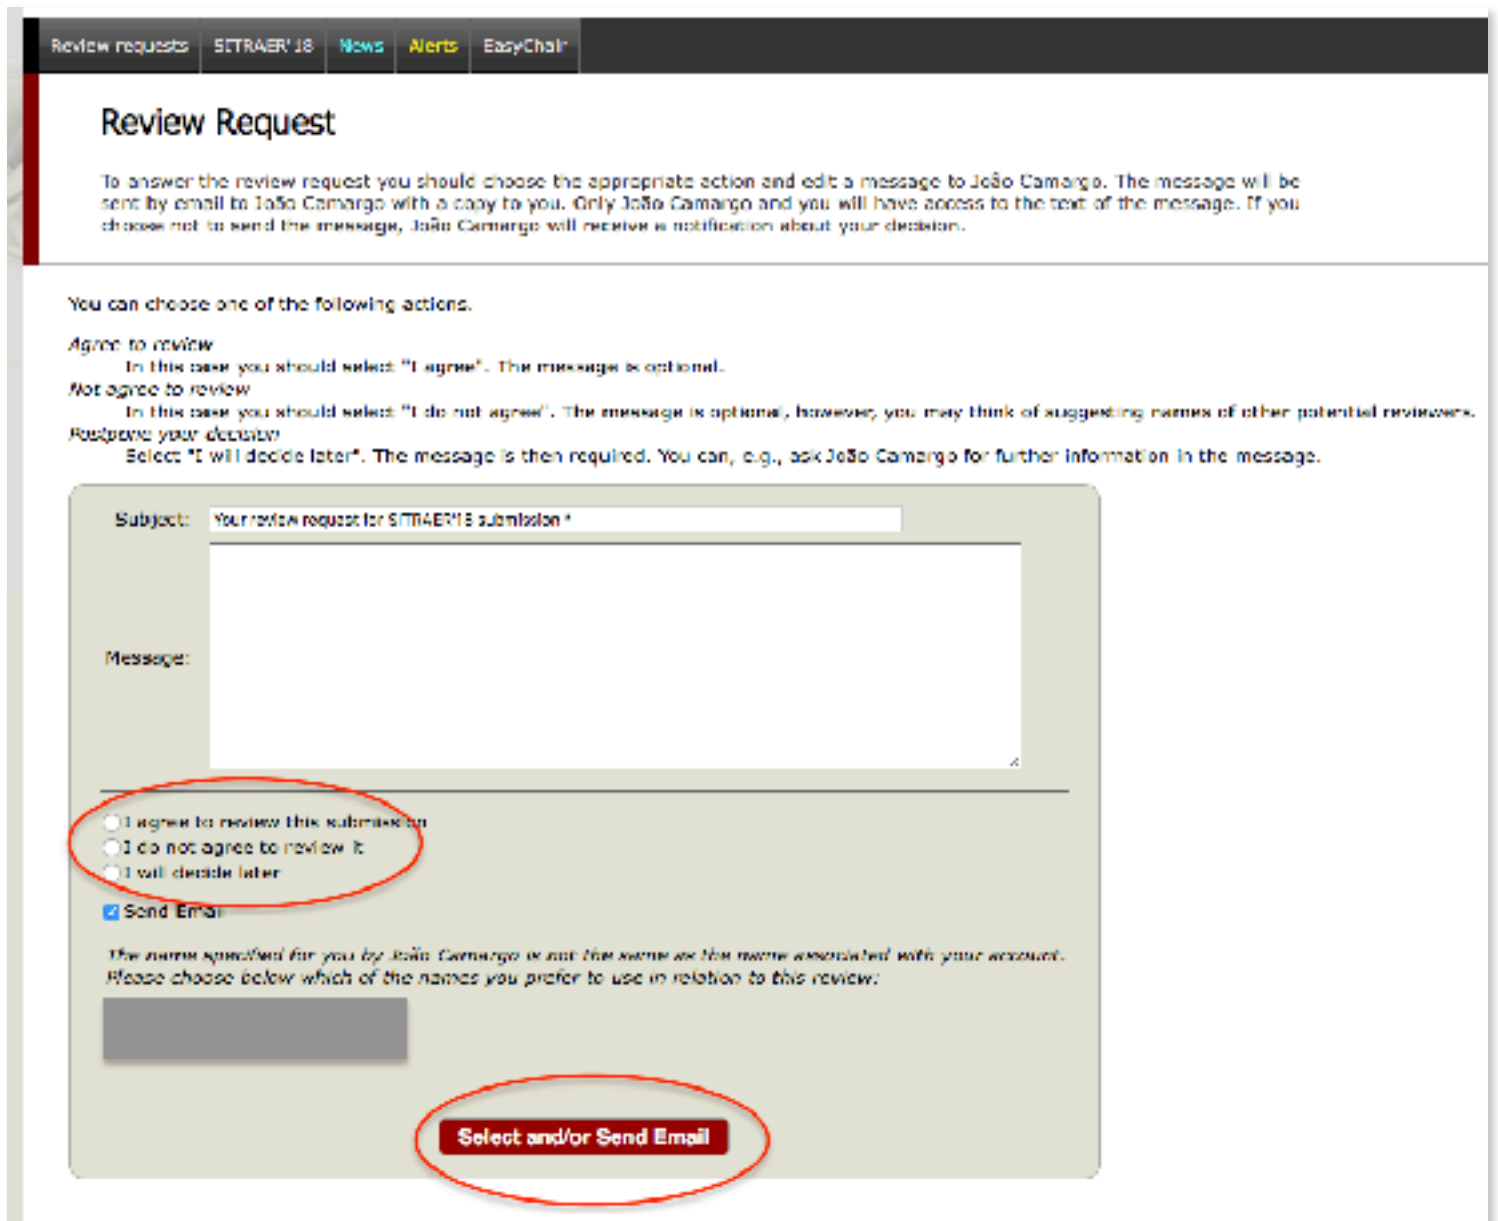 Review requests SITRAER'18 News Alerts EasyChair
Review Request
To answer the review request you should choose the appropriate action and edit a message to João Camargo. The message will be
sent by email to João Camargo with a copy to you. Only João Camargo and you will have access to the text of the message. If you
choose not to send the message, João Camargo will receive a notification about your decision.
You can choose one of the following actions.
Agree to review
In this case you should select "I agree". The message is optional.
Not agree to review
In this case you should select "I do not agree". The message is optional, however, you may think of suggesting names of other potential reviewers.
Postpone your decision
Select "I will decide later". The message is then required. You can, e.g., ask João Camargo for further information in the message.
Subject: Your review request for SITRAER'18 submission *
Message:
I agree to review this submission
I do not agree to review it
I will decide later
Send Email
The name specified for you by João Camargo is not the same as the name associated with your account.
Please choose below which of the names you prefer to use in relation to this review:
Select and/or Send Email